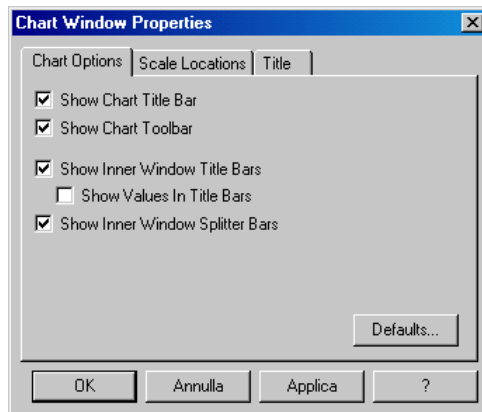 Chart Window Properties
Chart Options Scale Locations Title
Show Chart Title Bar
Show Chart Toolbar
Show Inner Window Title Bars
Show Values In Title Bars
Show Inner Window Splitter Bars
Defaults...
OK Annulla Applica ?